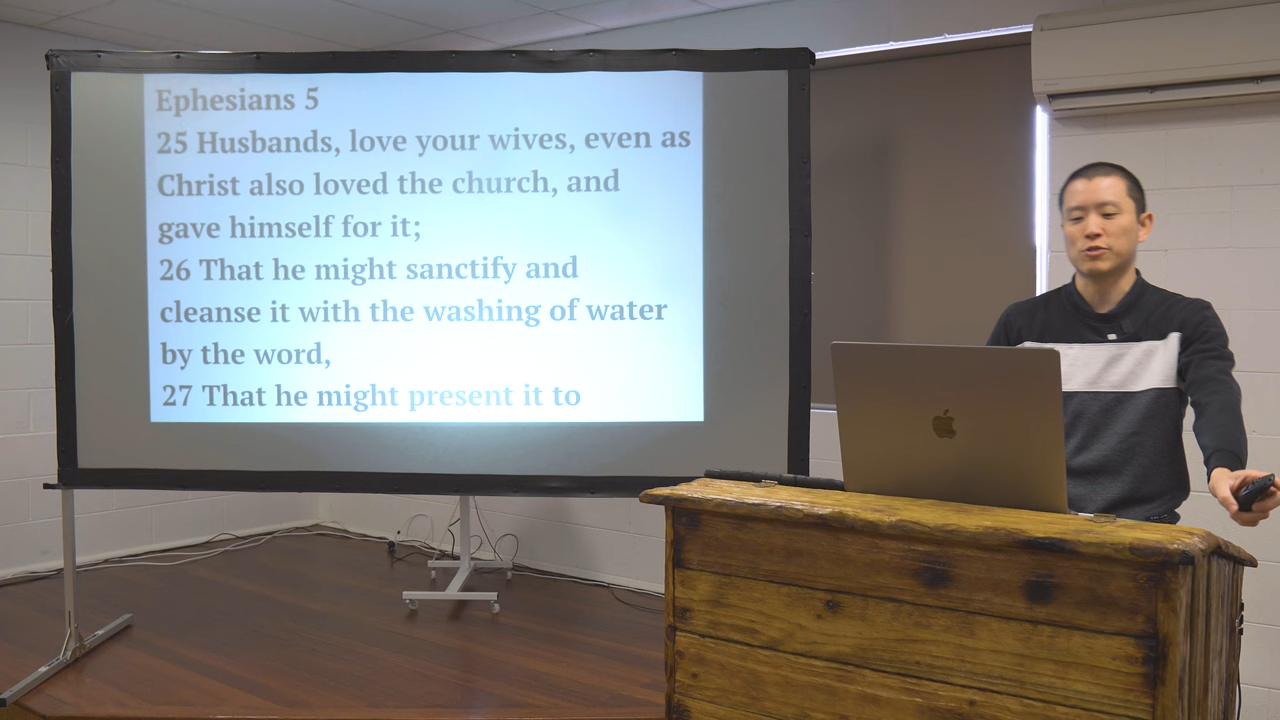 Ephesians 5
25 Husbands, love your wives, even as
Christ also loved the church, and
gave himself for it;
26 That he might sanctify and
cleanse it with the washing of water
by the word,
27 That he might present it to